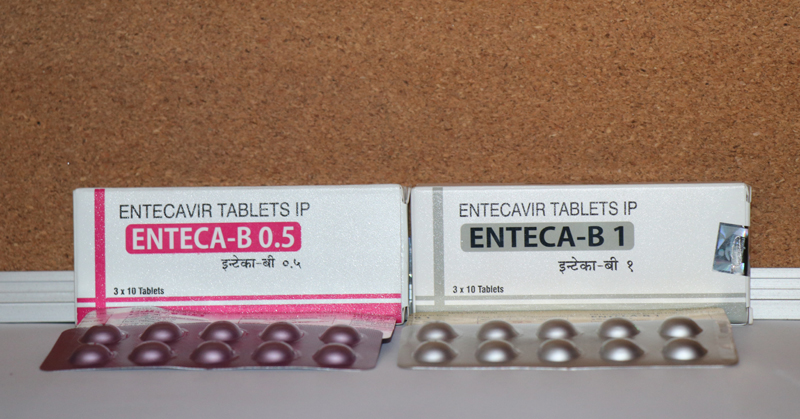 ENTECAVIR TABLETS IP
ENTECA-B 0.5
इन्टेका-बी ०.५
3 x 10 Tablets
ENTECAVIR TABLETS IP
ENTECA-B 1
इन्टेका-बी १
3 x 10 Tablets